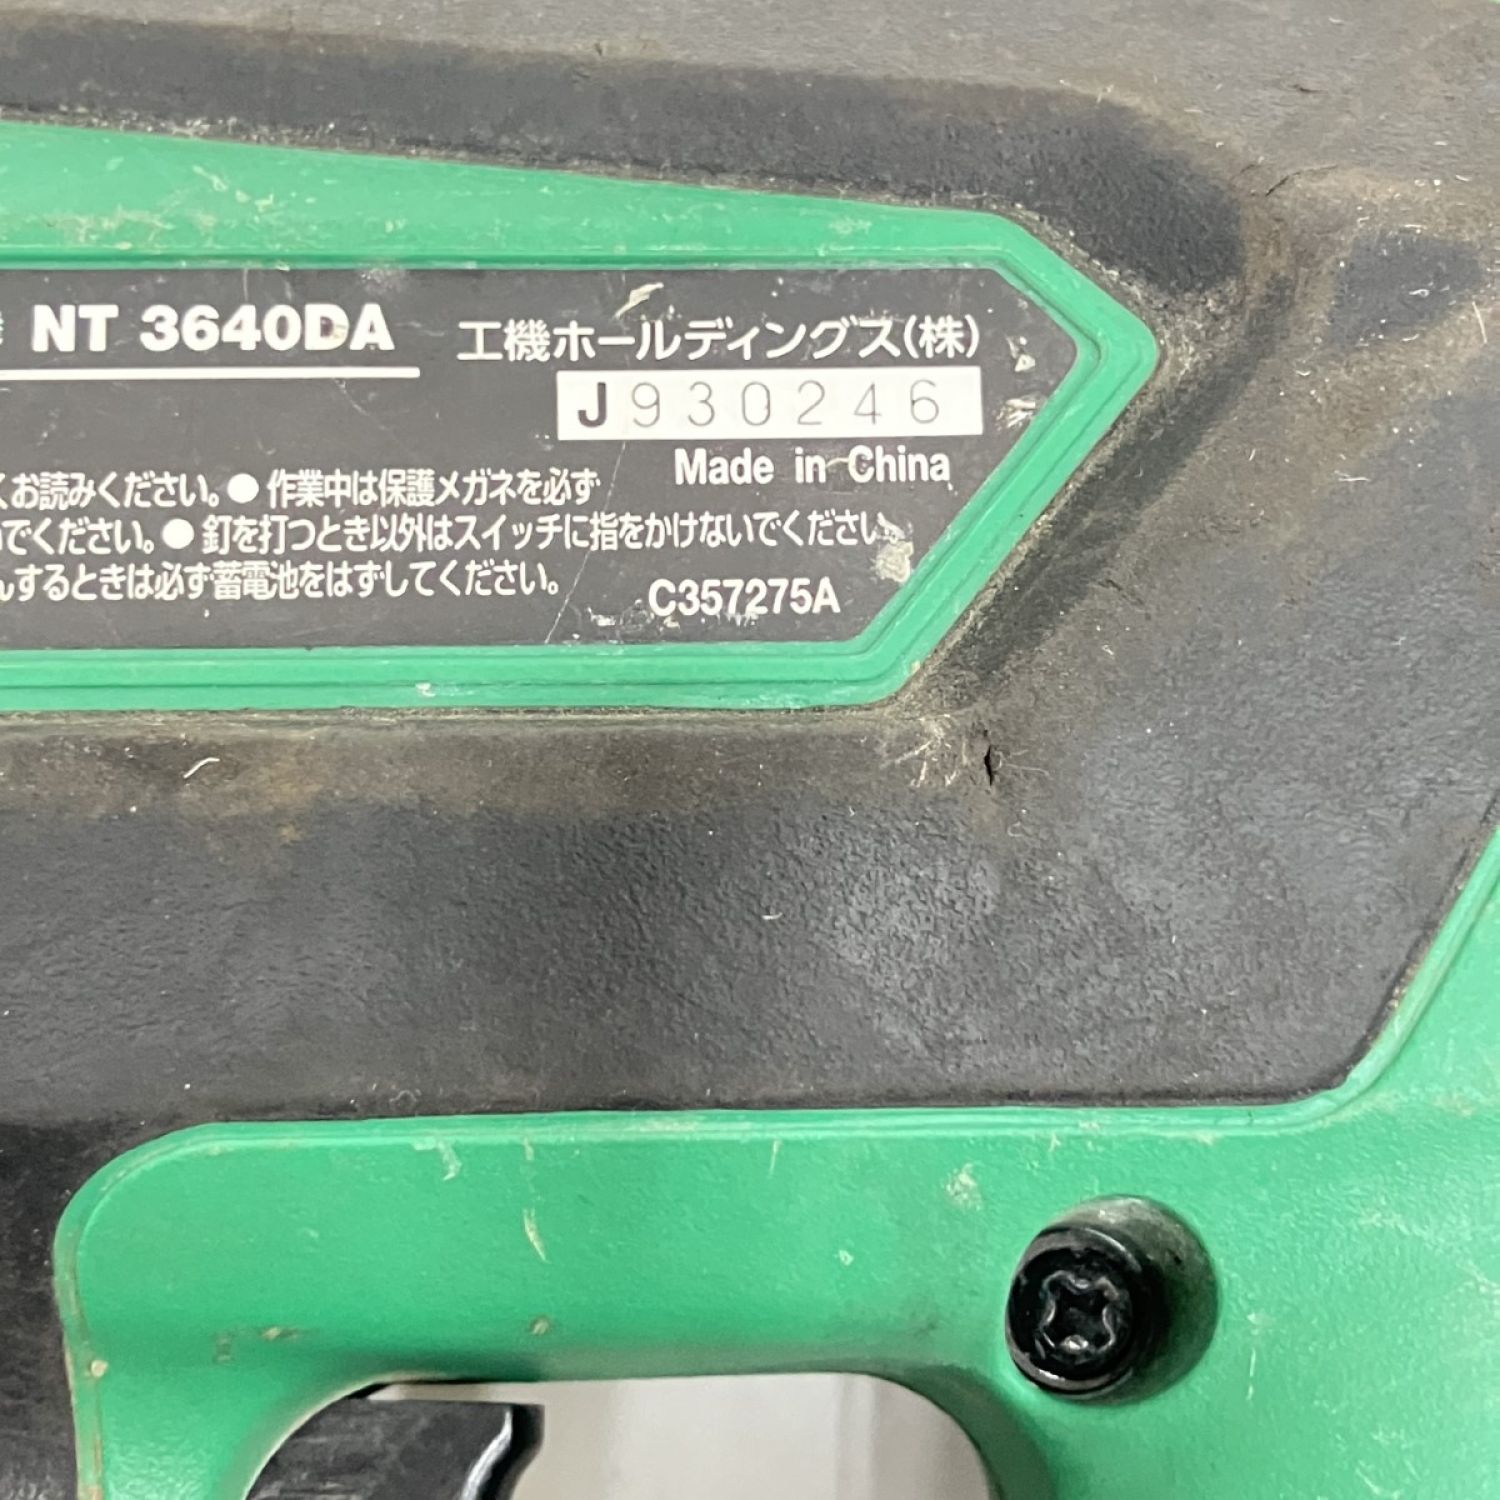 NT 3640DA
工機ホールディングス(株)
J930246
Made in China
お読みください。● 作業中は保護メガネを必ず
でください。● 釘を打つとき以外はスイッチに指をかけないでください
するときは必ず蓄電池をはずしてください。
C357275A